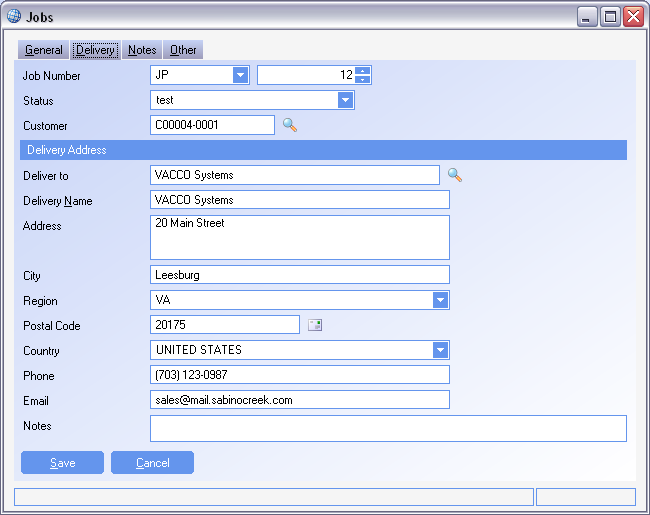 Jobs
General Delivery Notes Other
Job Number JP 12
Status test
Customer C00004-0001
Delivery Address
Deliver to VACCO Systems
Delivery Name VACCO Systems
Address 20 Main Street
City Leesburg
Region VA
Postal Code 20175
Country UNITED STATES
Phone (703) 123-0987
Email sales@mail.sabinocreek.com
Notes
Save Cancel